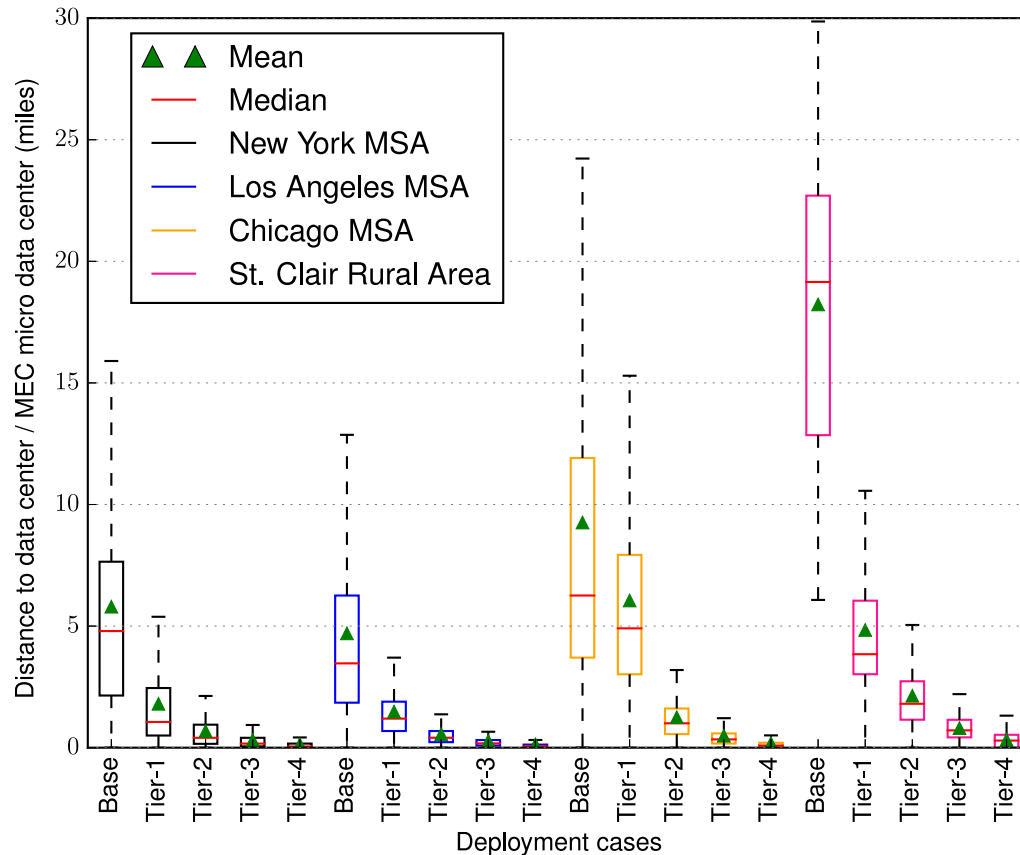 30
25
20
15
10
5
0
Distance to data center / MEC micro data center (miles)
Mean
Median
New York MSA
Los Angeles MSA
Chicago MSA
St. Clair Rural Area
Base
Tier-1
Tier-2
Tier-3
Tier-4
Base
Tier-1
Tier-2
Tier-3
Tier-4
Base
Tier-1
Tier-2
Tier-3
Tier-4
Base
Tier-1
Tier-2
Tier-3
Tier-4
Deployment cases